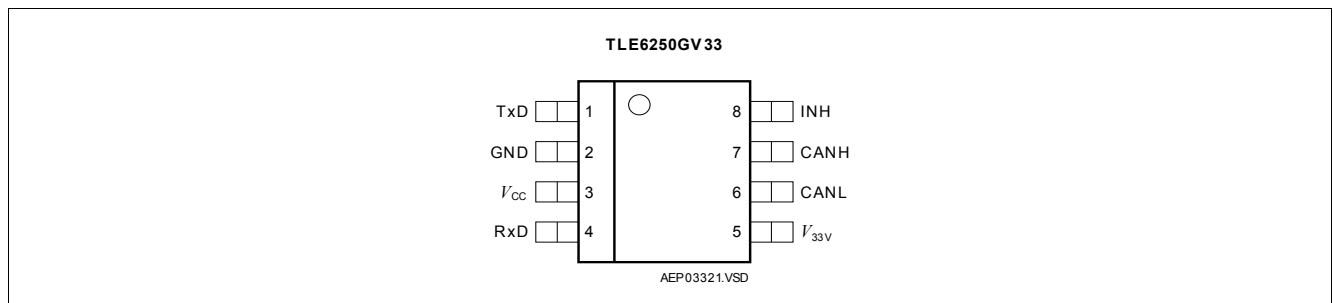 TLE6250GV33
TxD 1 8 INH
GND 2 7 CANH
VCC 3 6 CANL
RxD 4 5 V33V
AEP03321.VSD